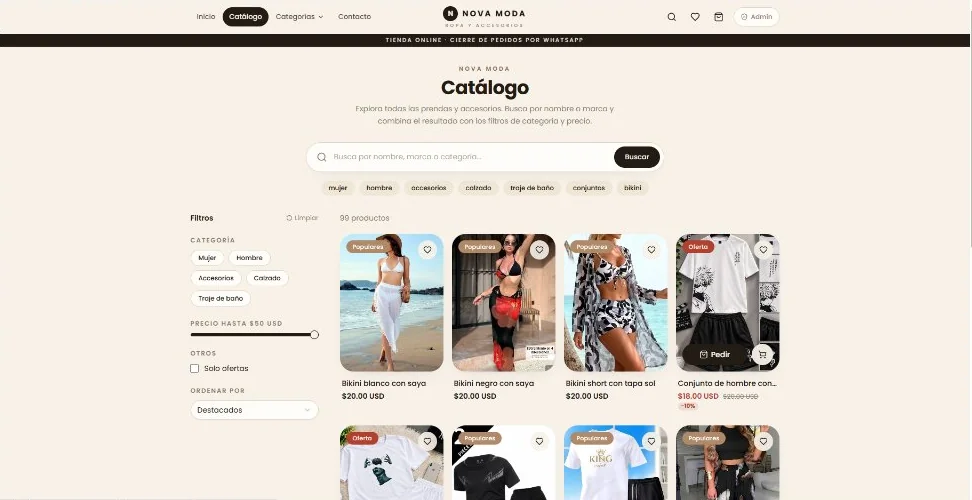 Inicio
Catálogo
Categorías
Contacto
N NOVA MODA
ROPA Y ACCESORIOS
Admin
TIENDA ONLINE · CIERRE DE PEDIDOS POR WHATSAPP
NOVA MODA
Catálogo
Explora todas las prendas y accesorios. Busca por nombre o marca y
combina el resultado con los filtros de categoría y precio.
Busca por nombre, marca o categoría...
Buscar
mujer
hombre
accesorios
calzado
traje de baño
conjuntos
bikini
Filtros
Limpiar
99 productos
CATEGORÍA
Mujer
Hombre
Accesorios
Calzado
Traje de baño
PRECIO HASTA $50 USD
OTROS
Solo ofertas
ORDENAR POR
Destacados
Populares
Populares
Populares
Oferta
Pedir
Bikini blanco con saya
$20.00 USD
Bikini negro con saya
$20.00 USD
Bikini short con tapa sol
$20.00 USD
Conjunto de hombre con...
$18.00 USD $20.00 USD
-10%
Oferta
Populares
Populares
KING
Populares